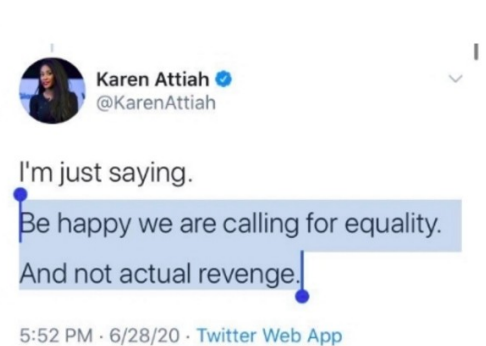 Karen Attiah
@KarenAttiah
I'm just saying.
Be happy we are calling for equality.
And not actual revenge.
5:52 PM · 6/28/20 · Twitter Web App